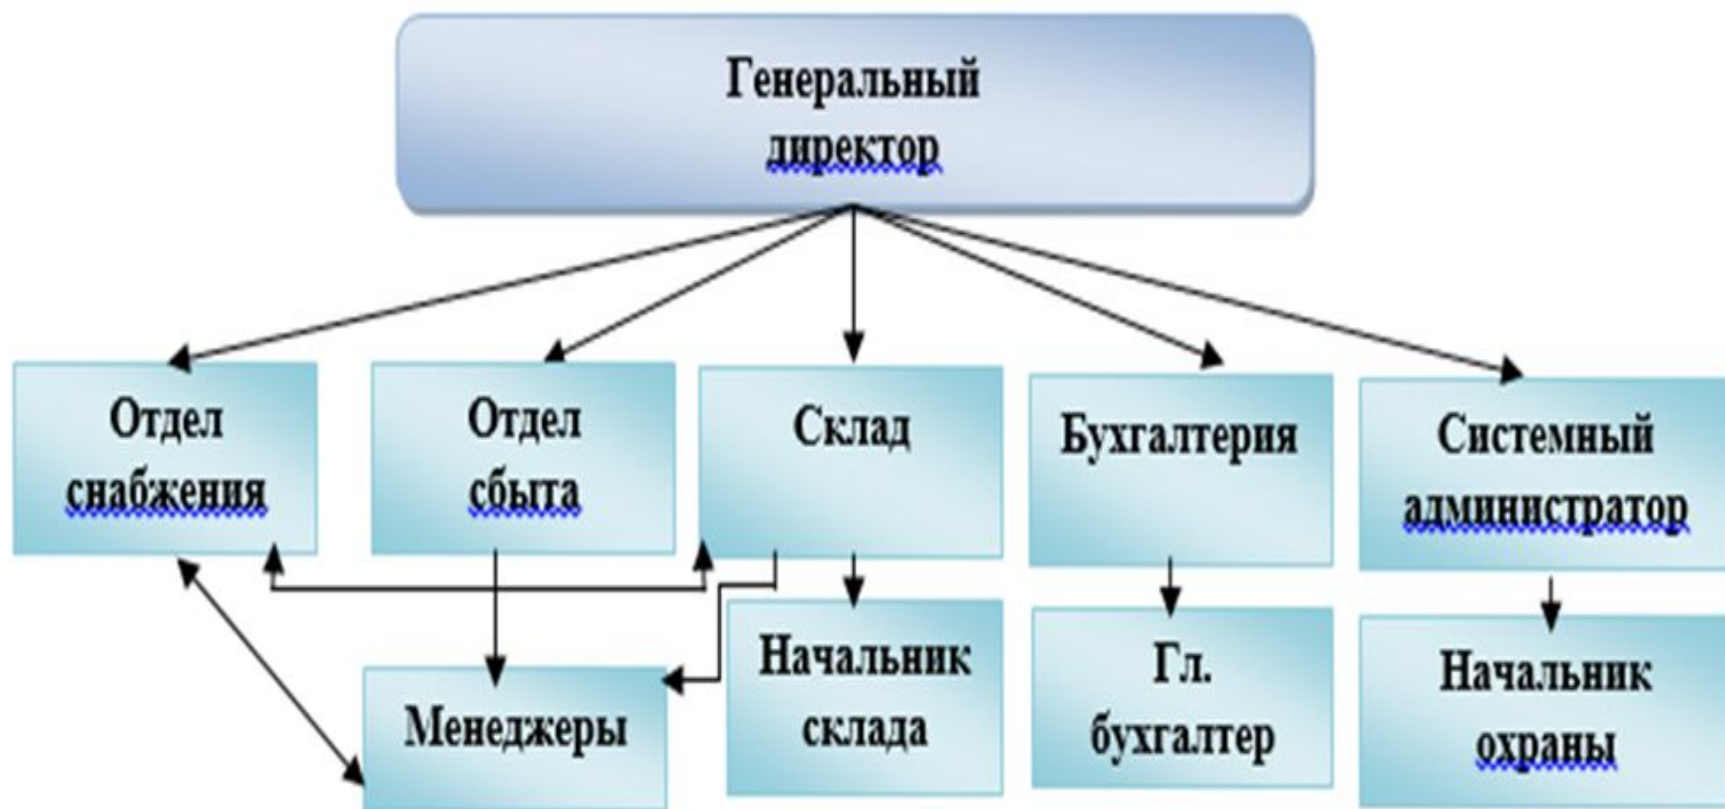 Генеральный
директор
Отдел
снабжения
Отдел
сбыта
Склад
Бухгалтерия
Системный
администратор
Менеджеры
Начальник
склада
Гл.
бухгалтер
Начальник
охраны